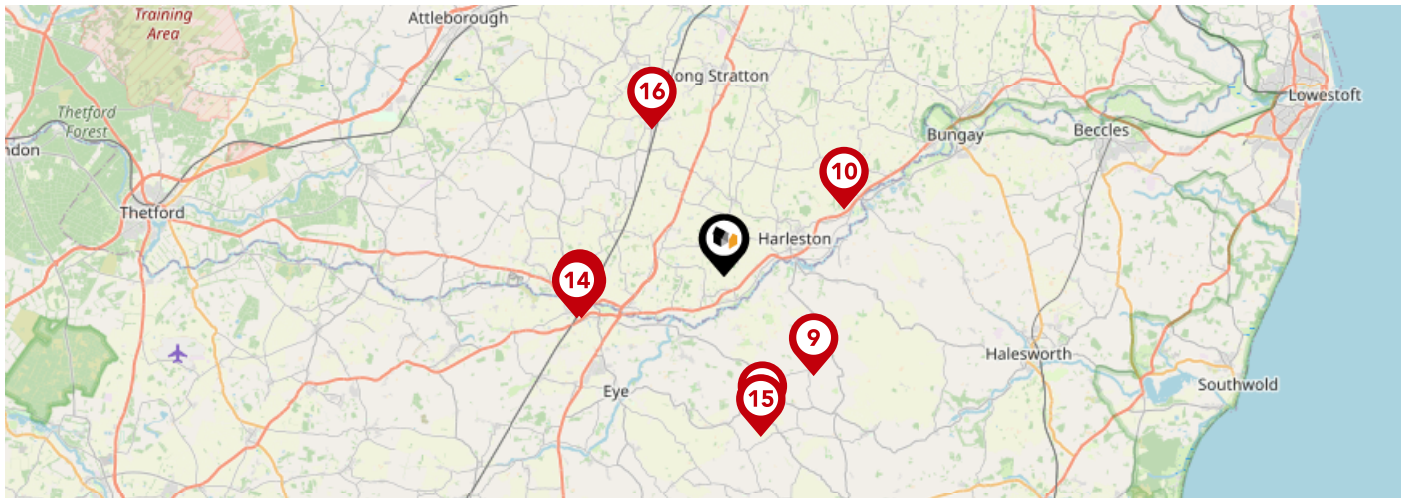 Training
Area
Attleborough
Long Stratton
16
Thetford
Forest
Lowestoft
Bungay
Beccles
ndon
10
Thetford
Harleston
14
9
Halesworth
Eye
15
Southwold